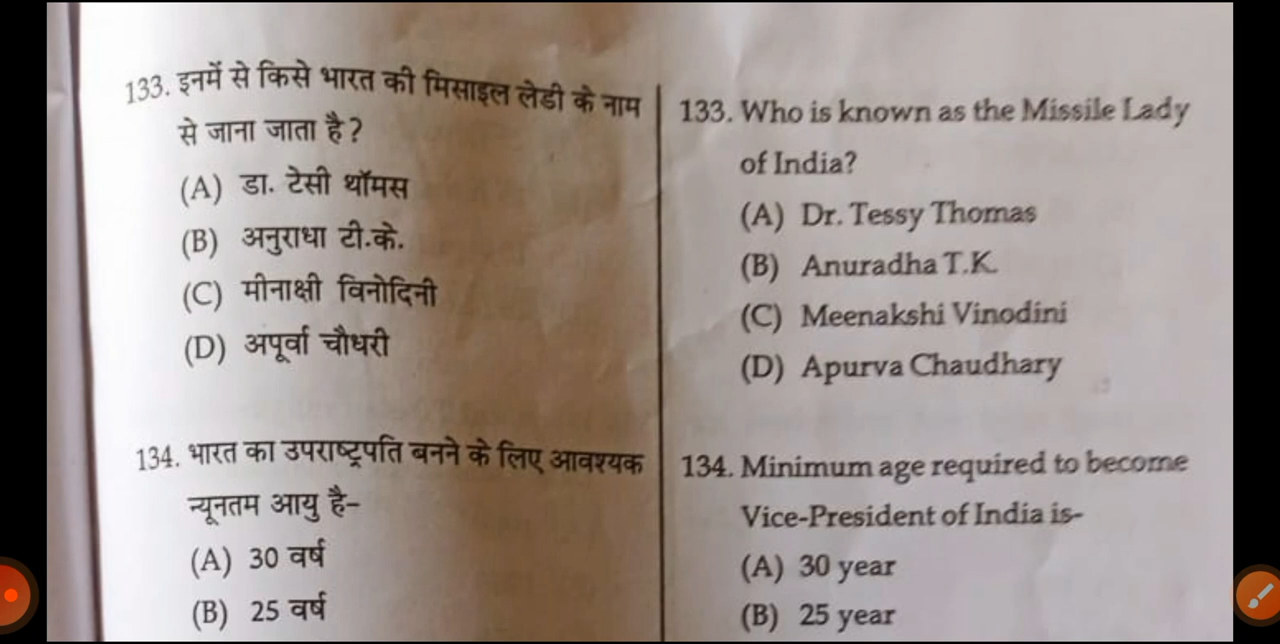 133. इनमें से किसे भारत की मिसाइल लेडी के नाम
से जाना जाता है?
(A) डा. टेसी थॉमस
(B) अनुराधा टी.के.
(C) मीनाक्षी विनोदिनी
(D) अपूर्वा चौधरी
134. भारत का उपराष्ट्रपति बनने के लिए आवश्यक
न्यूनतम आयु है-
(A) 30 वर्ष
(B) 25 वर्ष
133. Who is known as the Missile Lady
of India?
(A) Dr. Tessy Thomas
(B) Anuradha T.K.
(C) Meenakshi Vinodini
(D) Apurva Chaudhary
134. Minimum age required to become
Vice-President of India is-
(A) 30 year
(B) 25 year